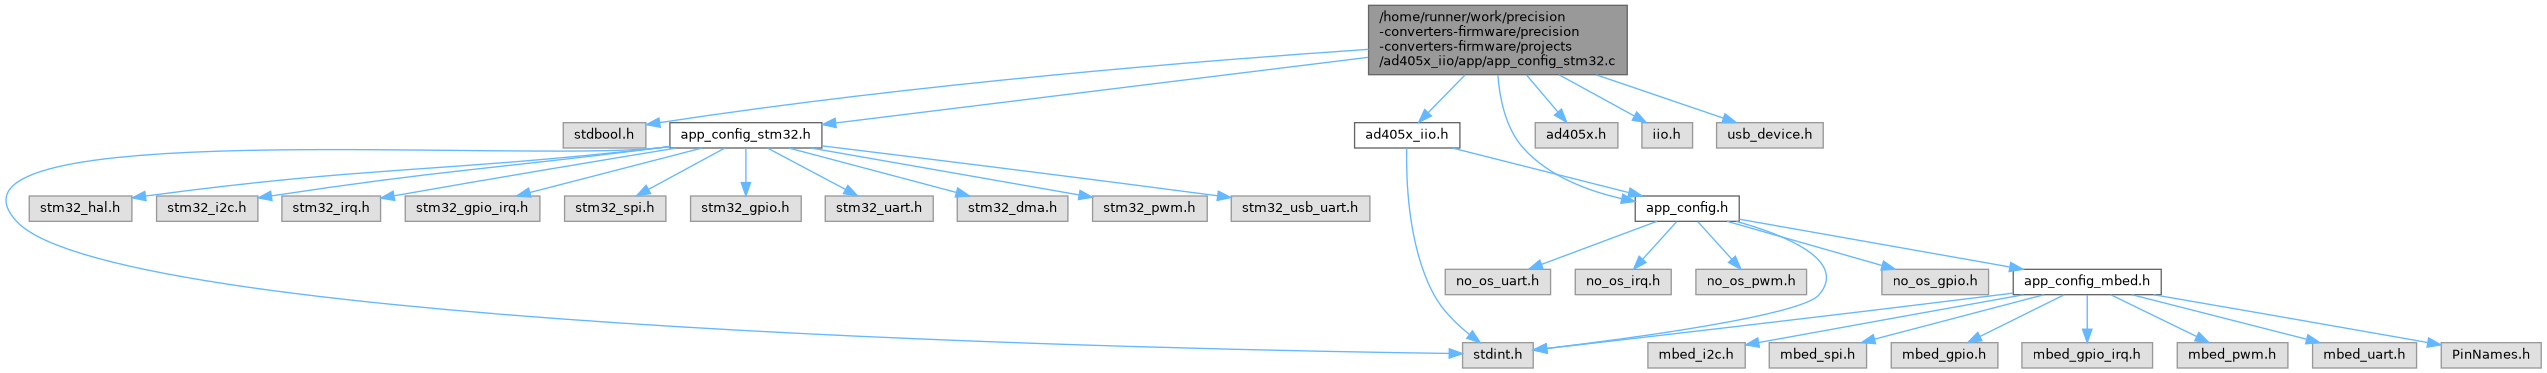 /home/runner/work/precision
-converters-firmware/precision
-converters-firmware/projects
/ad405x_iio/app/app_config_stm32.c
stdbool.h
app_config_stm32.h
ad405x_iio.h
ad405x.h
iio.h
usb_device.h
stm32_hal.h
stm32_i2c.h
stm32_irq.h
stm32_gpio_irq.h
stm32_spi.h
stm32_gpio.h
stm32_uart.h
stm32_dma.h
stm32_pwm.h
stm32_usb_uart.h
app_config.h
no_os_uart.h
no_os_irq.h
no_os_pwm.h
no_os_gpio.h
app_config_mbed.h
stdint.h
mbed_i2c.h
mbed_spi.h
mbed_gpio.h
mbed_gpio_irq.h
mbed_pwm.h
mbed_uart.h
PinNames.h